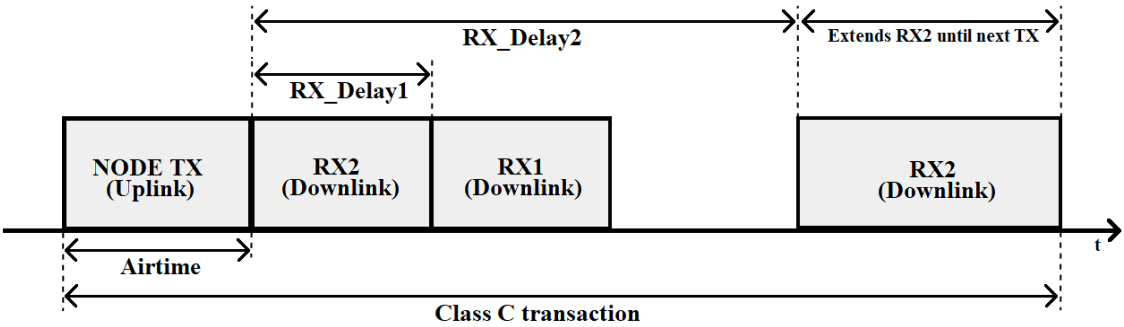 RX_Delay2
Extends RX2 until next TX
RX_Delay1
NODE TX
(Uplink)
RX2
(Downlink)
RX1
(Downlink)
RX2
(Downlink)
t
Airtime
Class C transaction